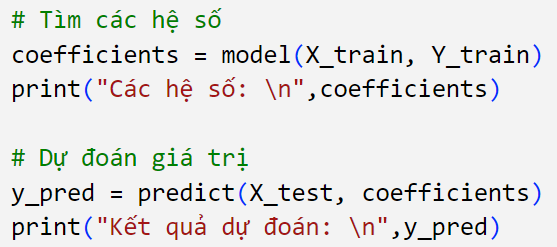 # Tìm các hệ số
coefficients = model(X_train, Y_train)
print("Các hệ số: \n",coefficients)
# Dự đoán giá trị
y_pred = predict(X_test, coefficients)
print("Kết quả dự đoán: \n",y_pred)